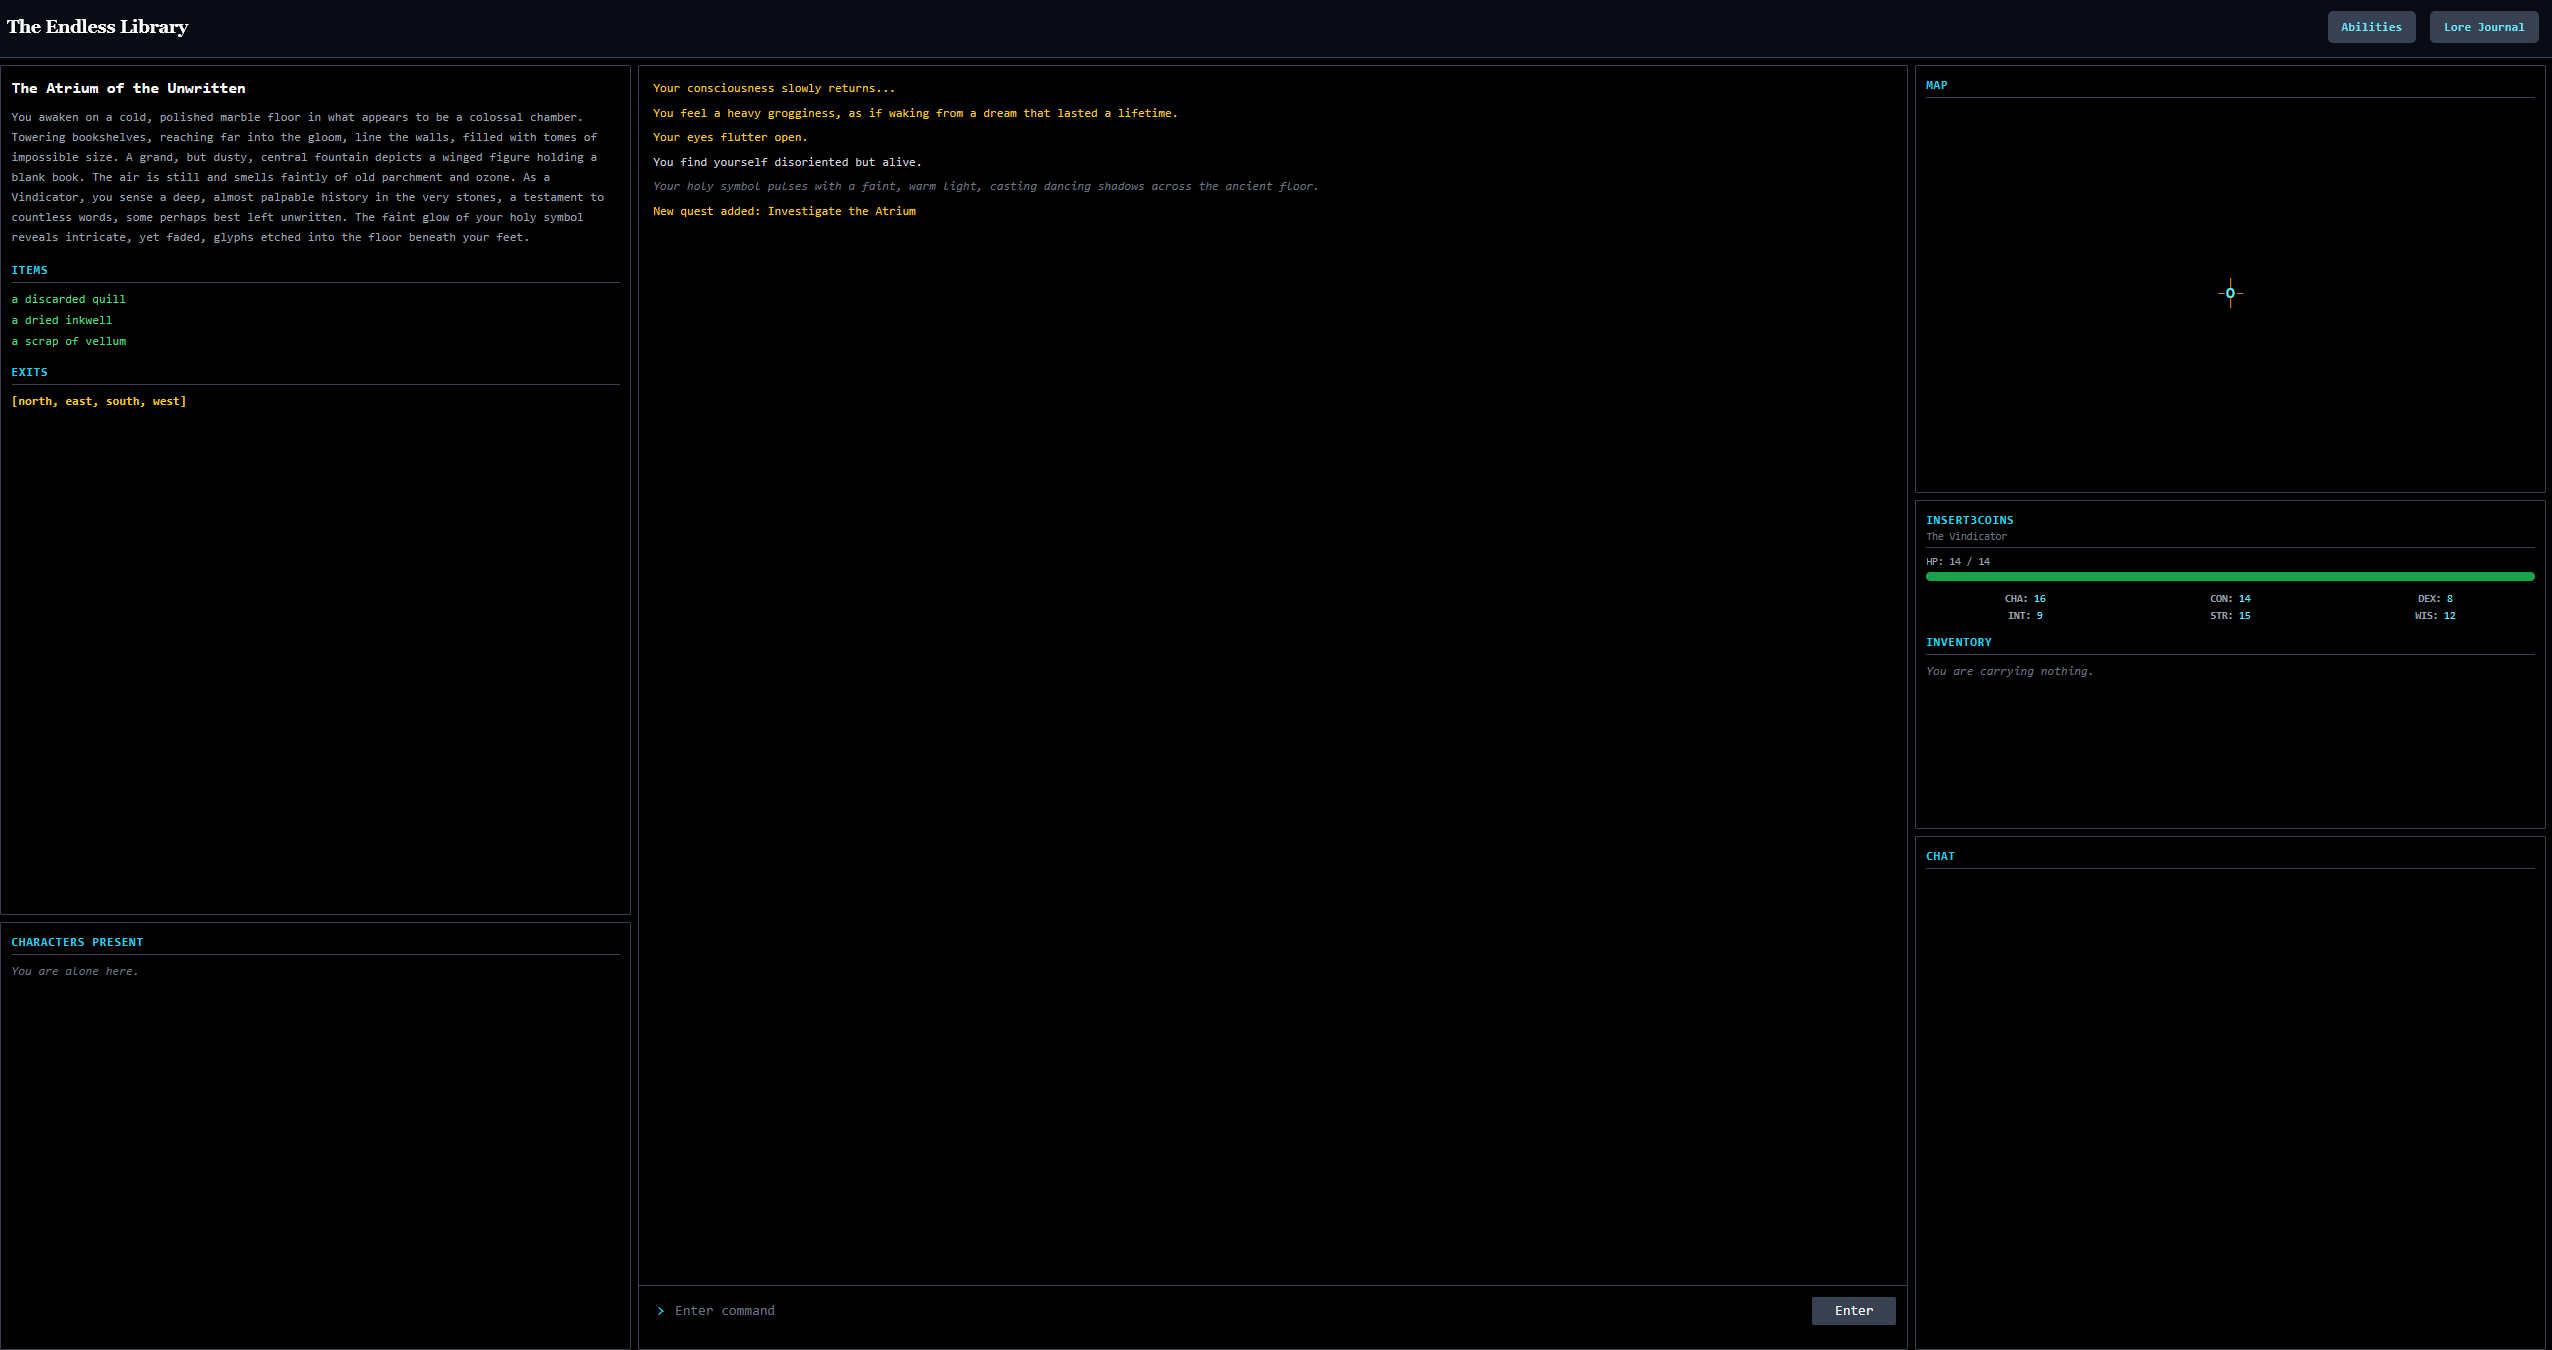 The Endless Library
Abilities
Lore Journal
The Atrium of the Unwritten
You awaken on a cold, polished marble floor in what appears to be a colossal chamber.
Towering bookshelves, reaching far into the gloom, line the walls, filled with tomes of
impossible size. A grand, but dusty, central fountain depicts a winged figure holding a
blank book. The air is still and smells faintly of old parchment and ozone. As a
Vindicator, you sense a deep, almost palpable history in the very stones, a testament to
countless words, some perhaps best left unwritten. The faint glow of your holy symbol
reveals intricate, yet faded, glyphs etched into the floor beneath your feet.
ITEMS
a discarded quill
a dried inkwell
a scrap of vellum
EXITS
[north, east, south, west]
CHARACTERS PRESENT
You are alone here.
Your consciousness slowly returns...
You feel a heavy grogginess, as if waking from a dream that lasted a lifetime.
Your eyes flutter open.
You find yourself disoriented but alive.
Your holy symbol pulses with a faint, warm light, casting dancing shadows across the ancient floor.
New quest added: Investigate the Atrium
> Enter command
Enter
MAP
INSERT3COINS
The Vindicator
HP: 14 / 14
CHA: 16 CON: 14 DEX: 8
INT: 9 STR: 15 WIS: 12
INVENTORY
You are carrying nothing.
CHAT